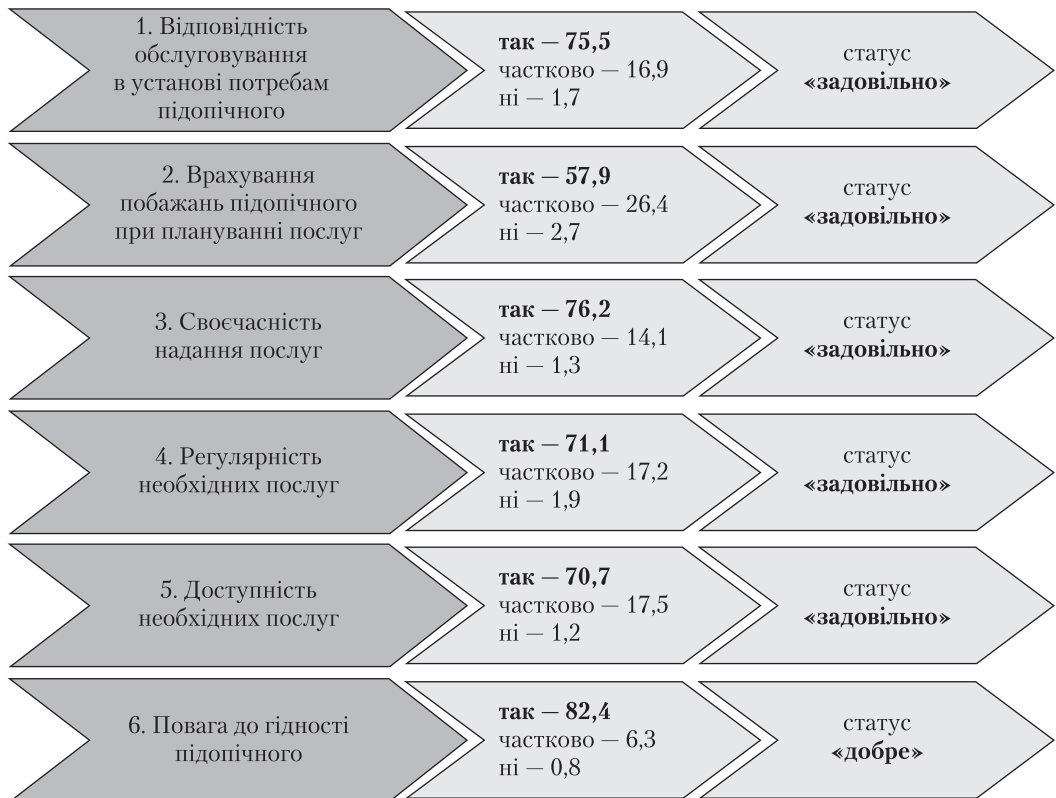 1. Відповідність
обслуговування
в установі потребам
підопічного
так — 75,5
частково — 16,9
ні — 1,7
статус
«задовільно»
2. Врахування
побажань підопічного
при плануванні послуг
так — 57,9
частково — 26,4
ні — 2,7
статус
«задовільно»
3. Своєчасність
надання послуг
так — 76,2
частково — 14,1
ні — 1,3
статус
«задовільно»
4. Регулярність
необхідних послуг
так — 71,1
частково — 17,2
ні — 1,9
статус
«задовільно»
5. Доступність
необхідних послуг
так — 70,7
частково — 17,5
ні — 1,2
статус
«задовільно»
6. Повага до гідності
підопічного
так — 82,4
частково — 6,3
ні — 0,8
статус
«добре»